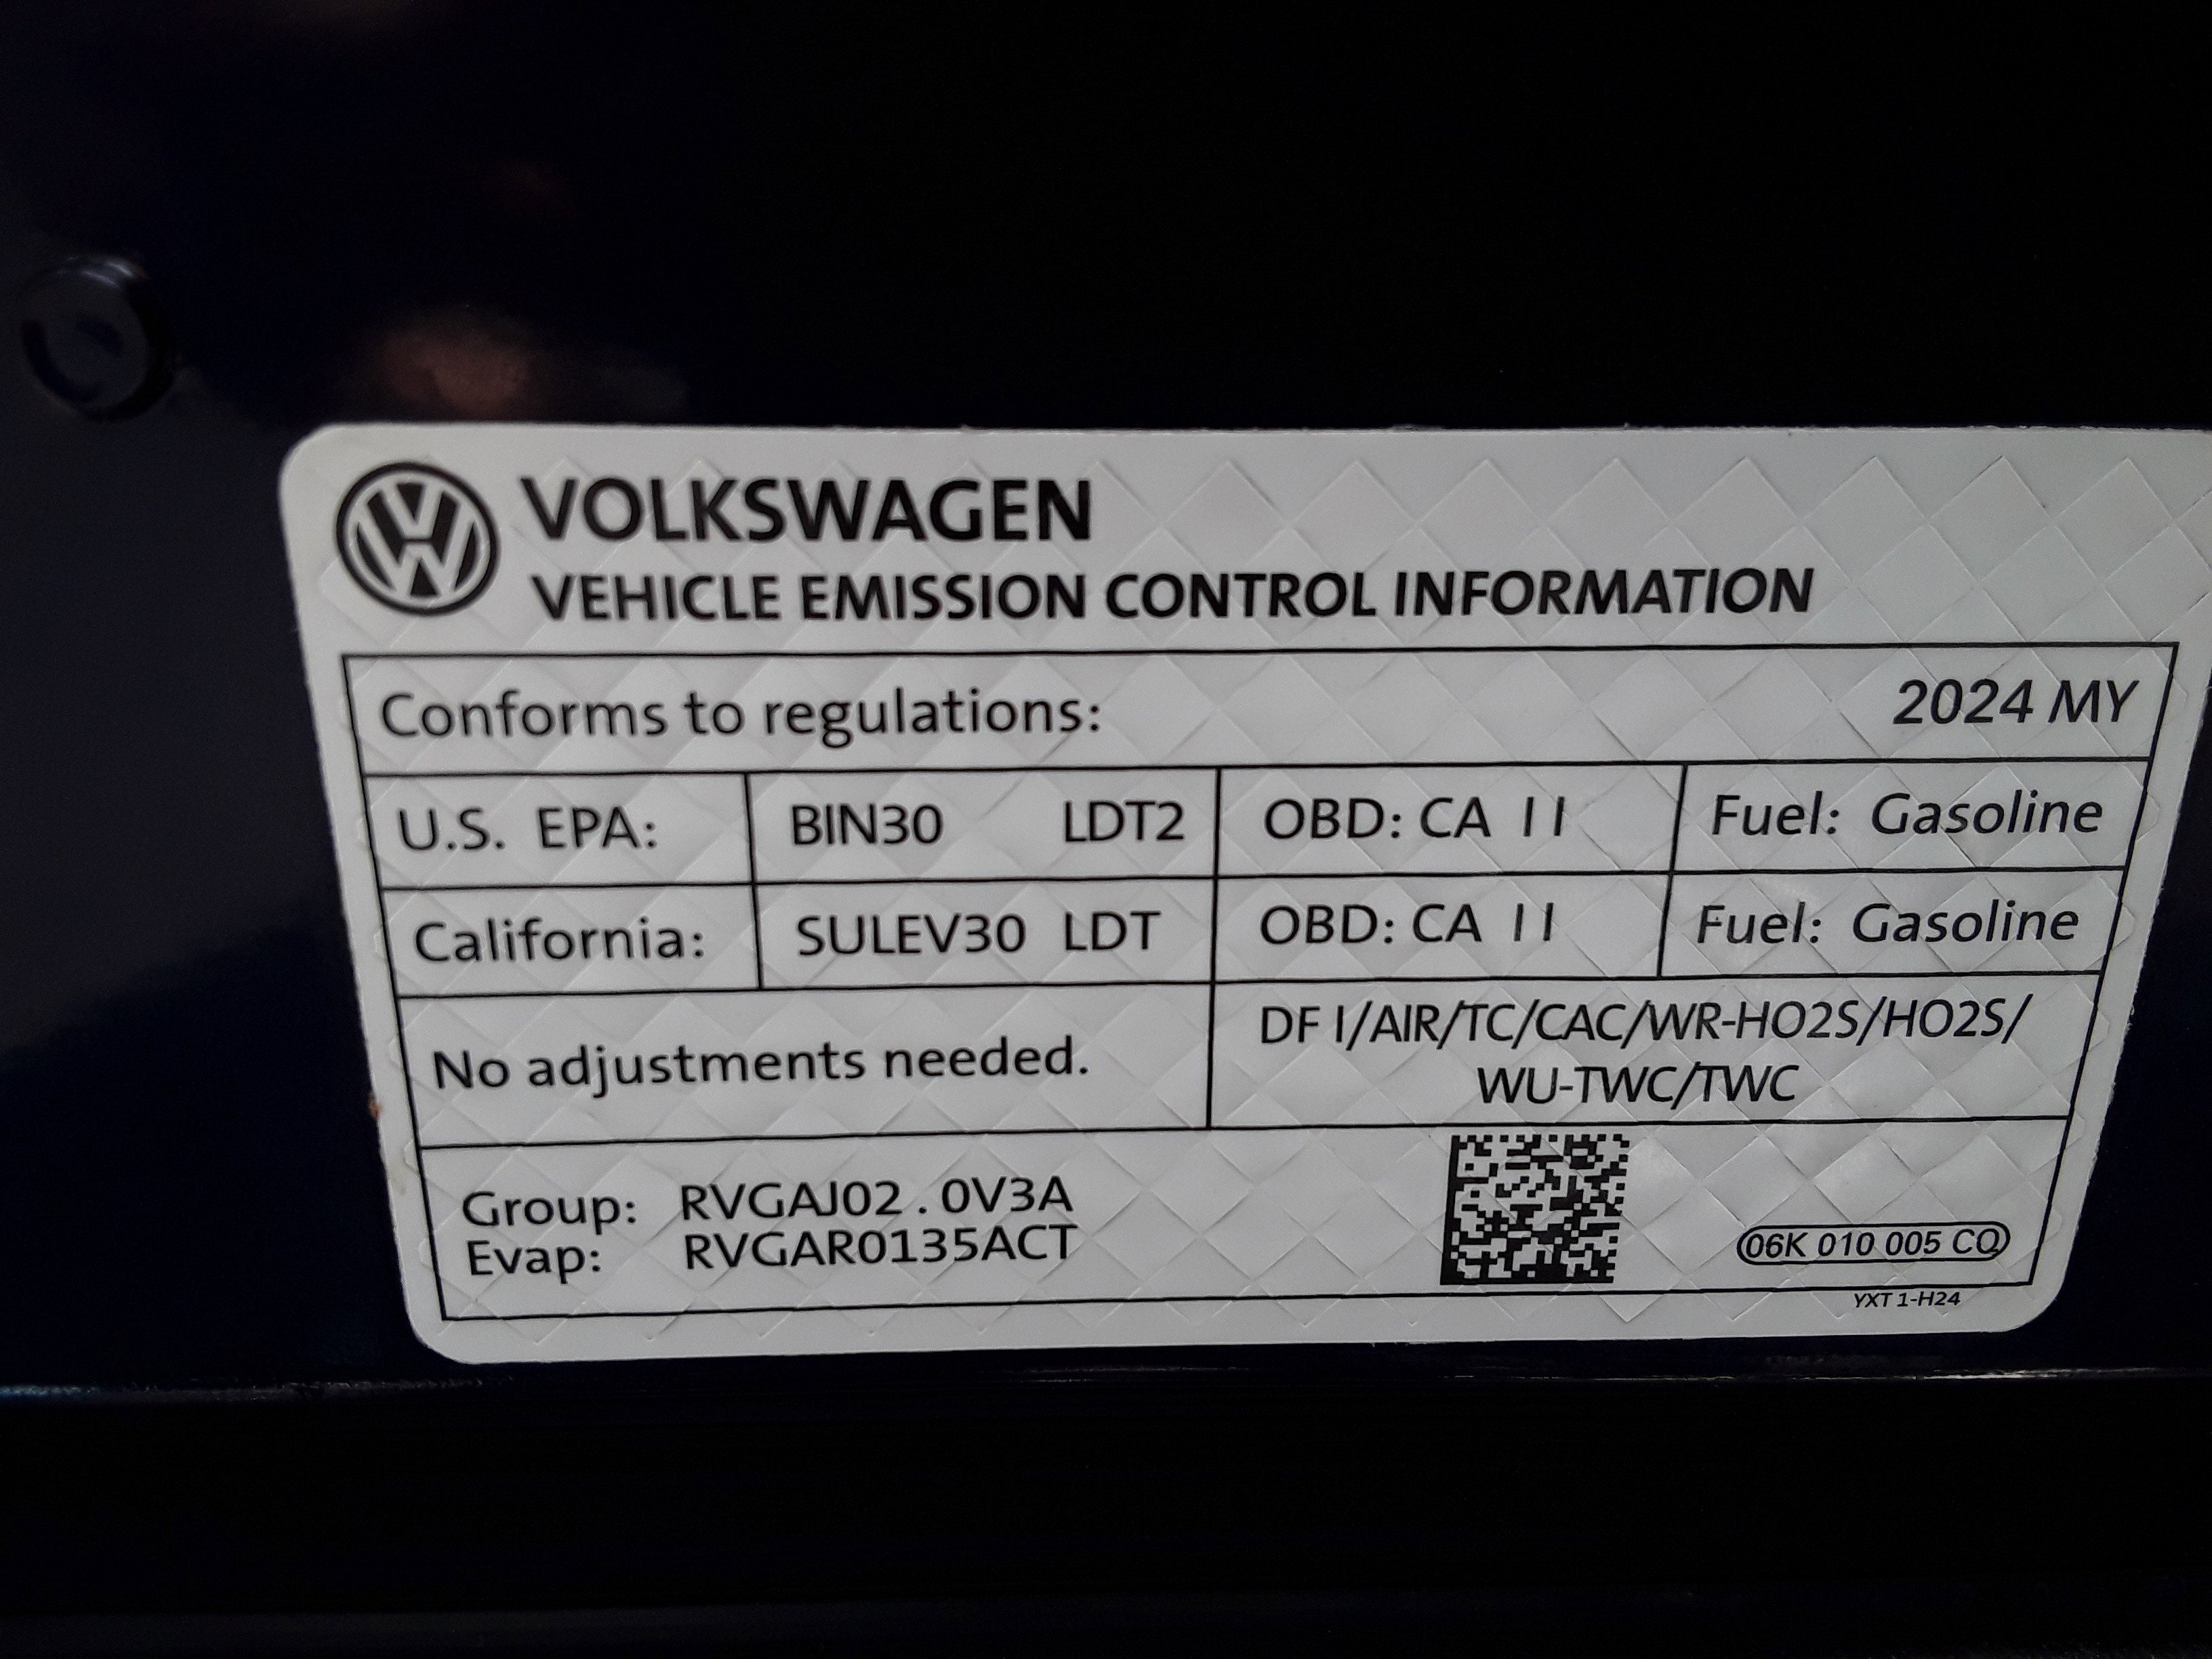 VOLKSWAGEN
VEHICLE EMISSION CONTROL INFORMATION
Conforms to regulations: 2024 MY
U.S. EPA: BIN30 LDT2 OBD: CA II Fuel: Gasoline
California: SULEV30 LDT OBD: CA II Fuel: Gasoline
No adjustments needed.
DFI/AIR/TC/CAC/WR-HO2S/HO2S/
WU-TWC/TWC
Group: RVGAJ02.0V3A
Evap: RVGAR0135ACT
06K 010 005 CQ
YXT 1-H24